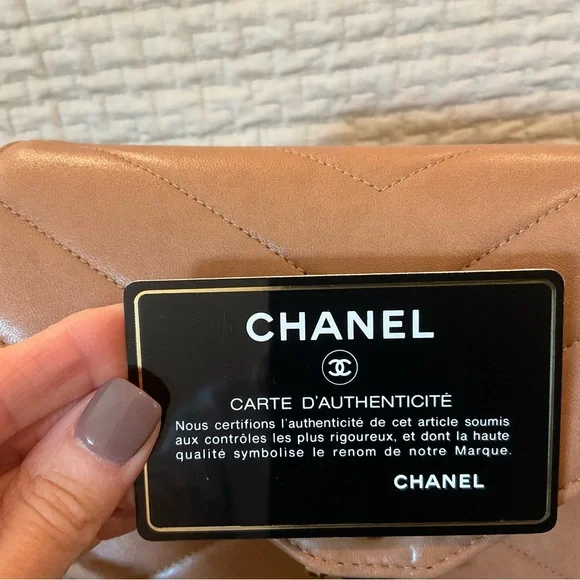 CHANEL
CARTE D'AUTHENTICITÉ
Nous certifions l'authenticité de cet article soumis
aux contrôles les plus rigoureux, et dont la haute
qualité symbolise le renom de notre Marque.
CHANEL